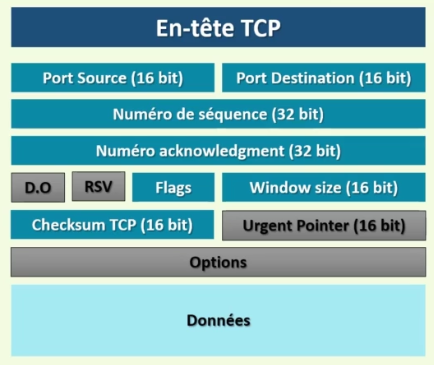 En-tête TCP
Port Source (16 bit) Port Destination (16 bit)
Numéro de séquence (32 bit)
Numéro acknowledgment (32 bit)
D.O RSV Flags Window size (16 bit)
Checksum TCP (16 bit) Urgent Pointer (16 bit)
Options
Données